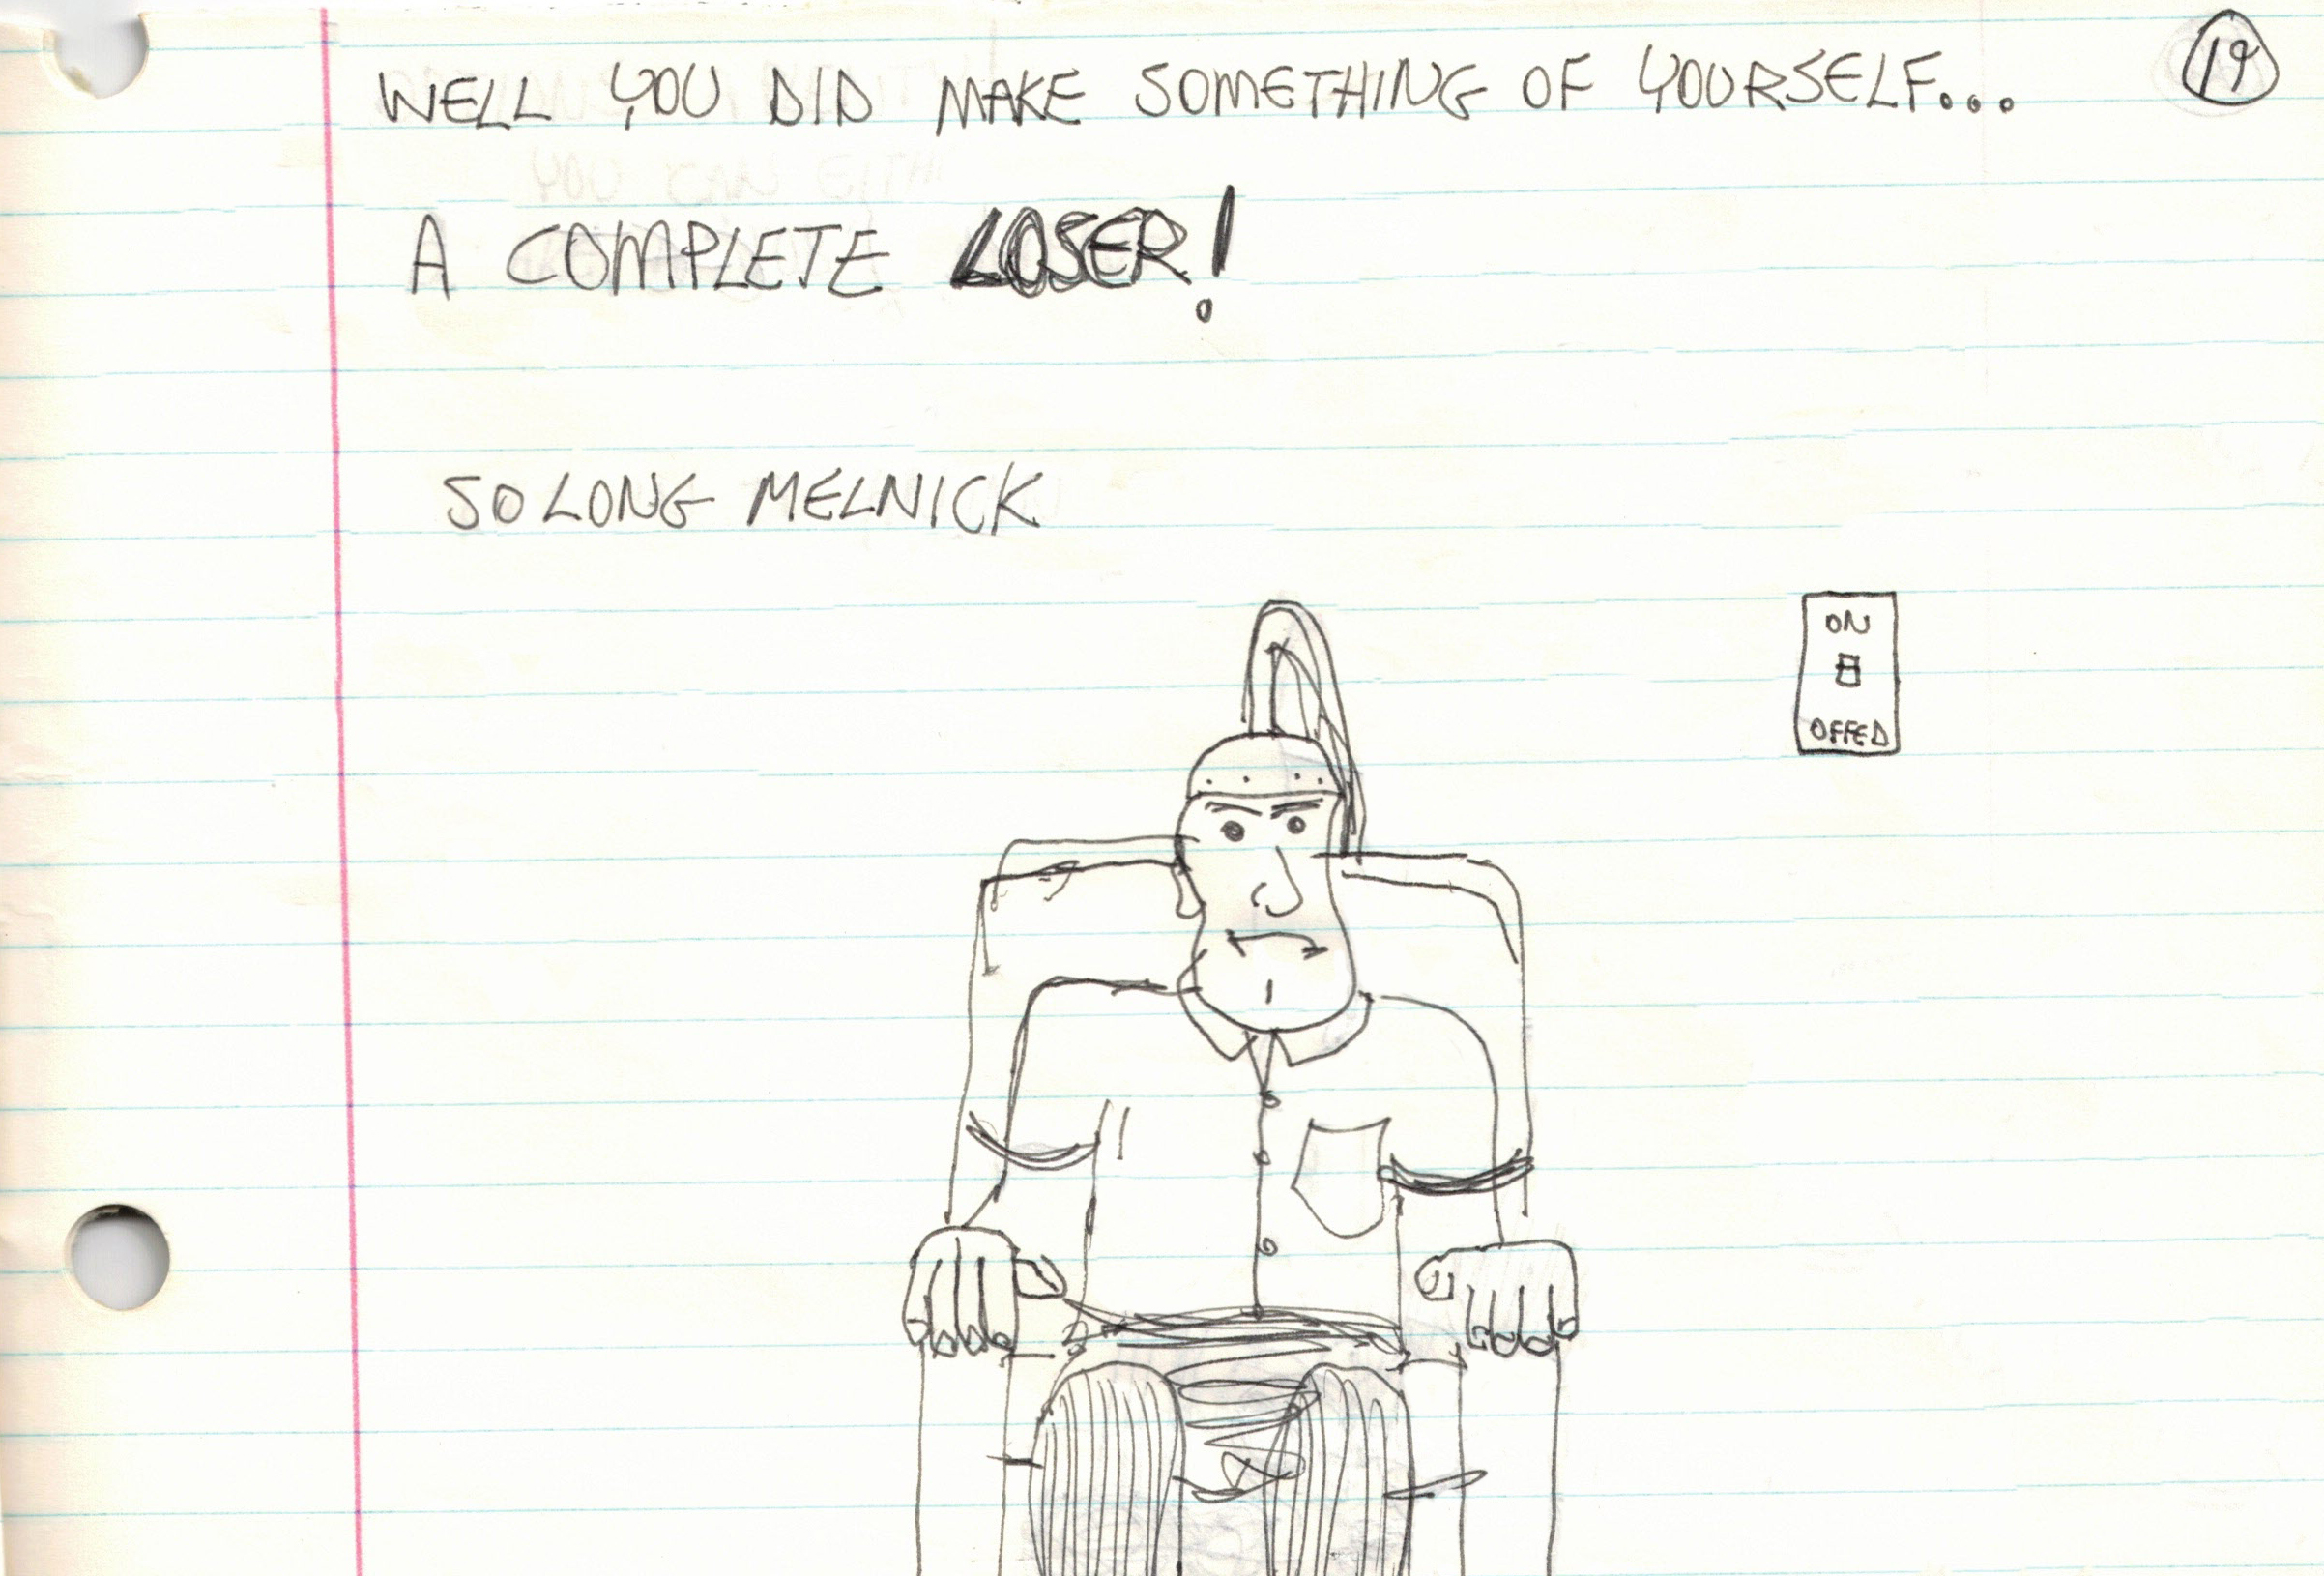 WELL YOU DID MAKE SOMETHING OF YOURSELF... 19
A COMPLETE LOSER!
SO LONG MELNICK
ON
OFFED